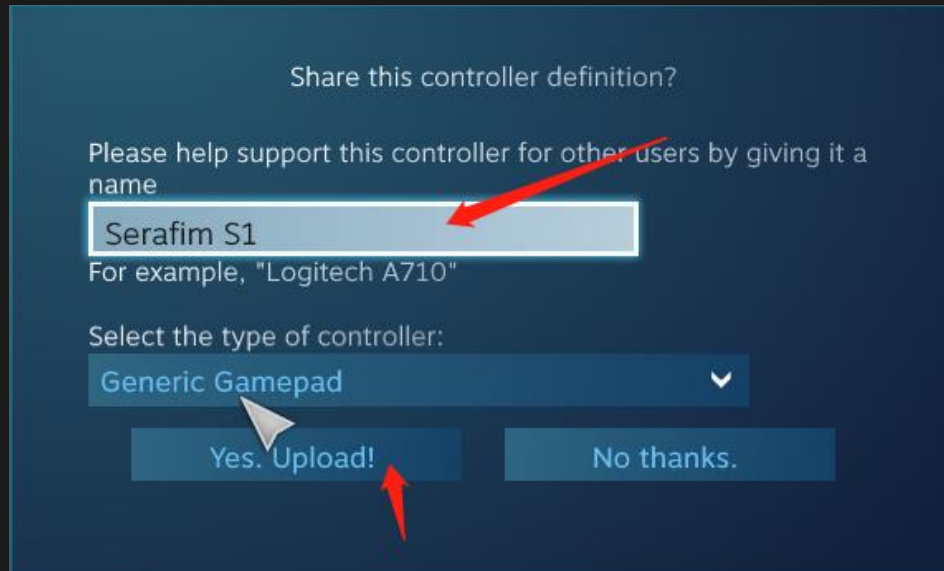 Share this controller definition?
Please help support this controller for other users by giving it a
name
Serafim S1
For example, "Logitech A710"
Select the type of controller:
Generic Gamepad
Yes. Upload!
No thanks.